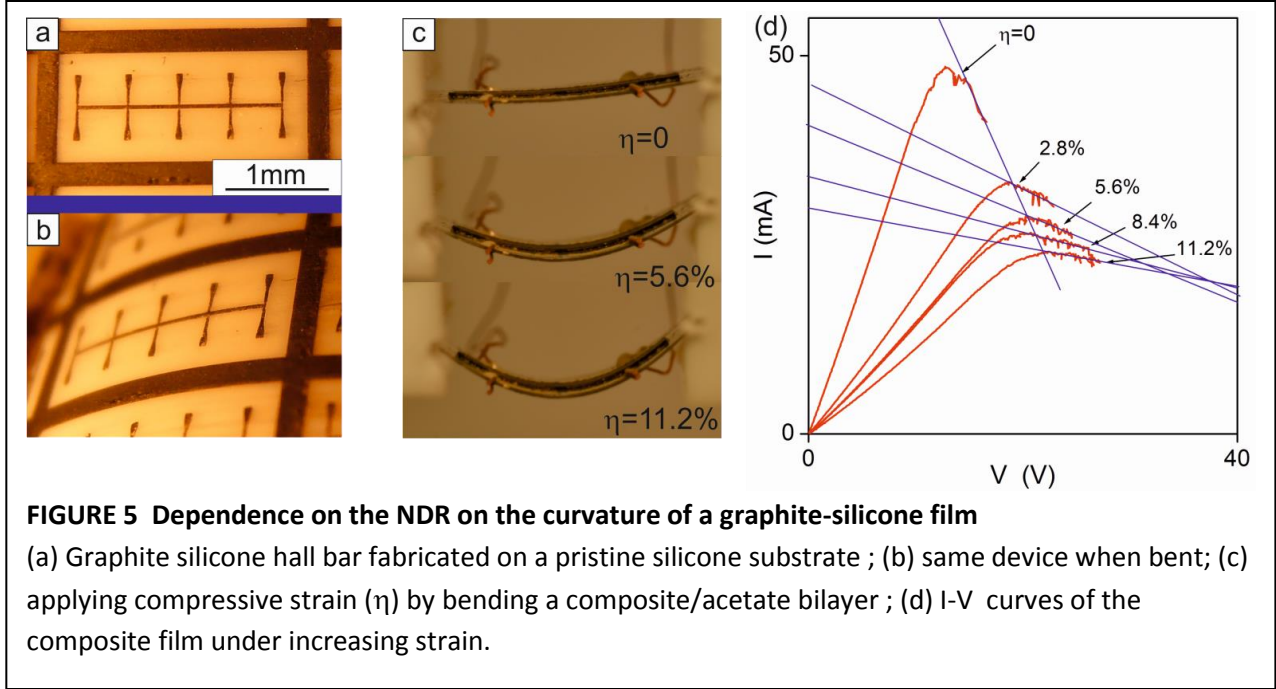 a
1mm
b
c
η=0
η=5.6%
η=11.2%
(d)
50
I (mA)
0
0
V (V)
40
η=0
2.8%
5.6%
8.4%
11.2%
FIGURE 5 Dependence on the NDR on the curvature of a graphite-silicone film
(a) Graphite silicone hall bar fabricated on a pristine silicone substrate ; (b) same device when bent; (c)
applying compressive strain (η) by bending a composite/acetate bilayer ; (d) I-V curves of the
composite film under increasing strain.